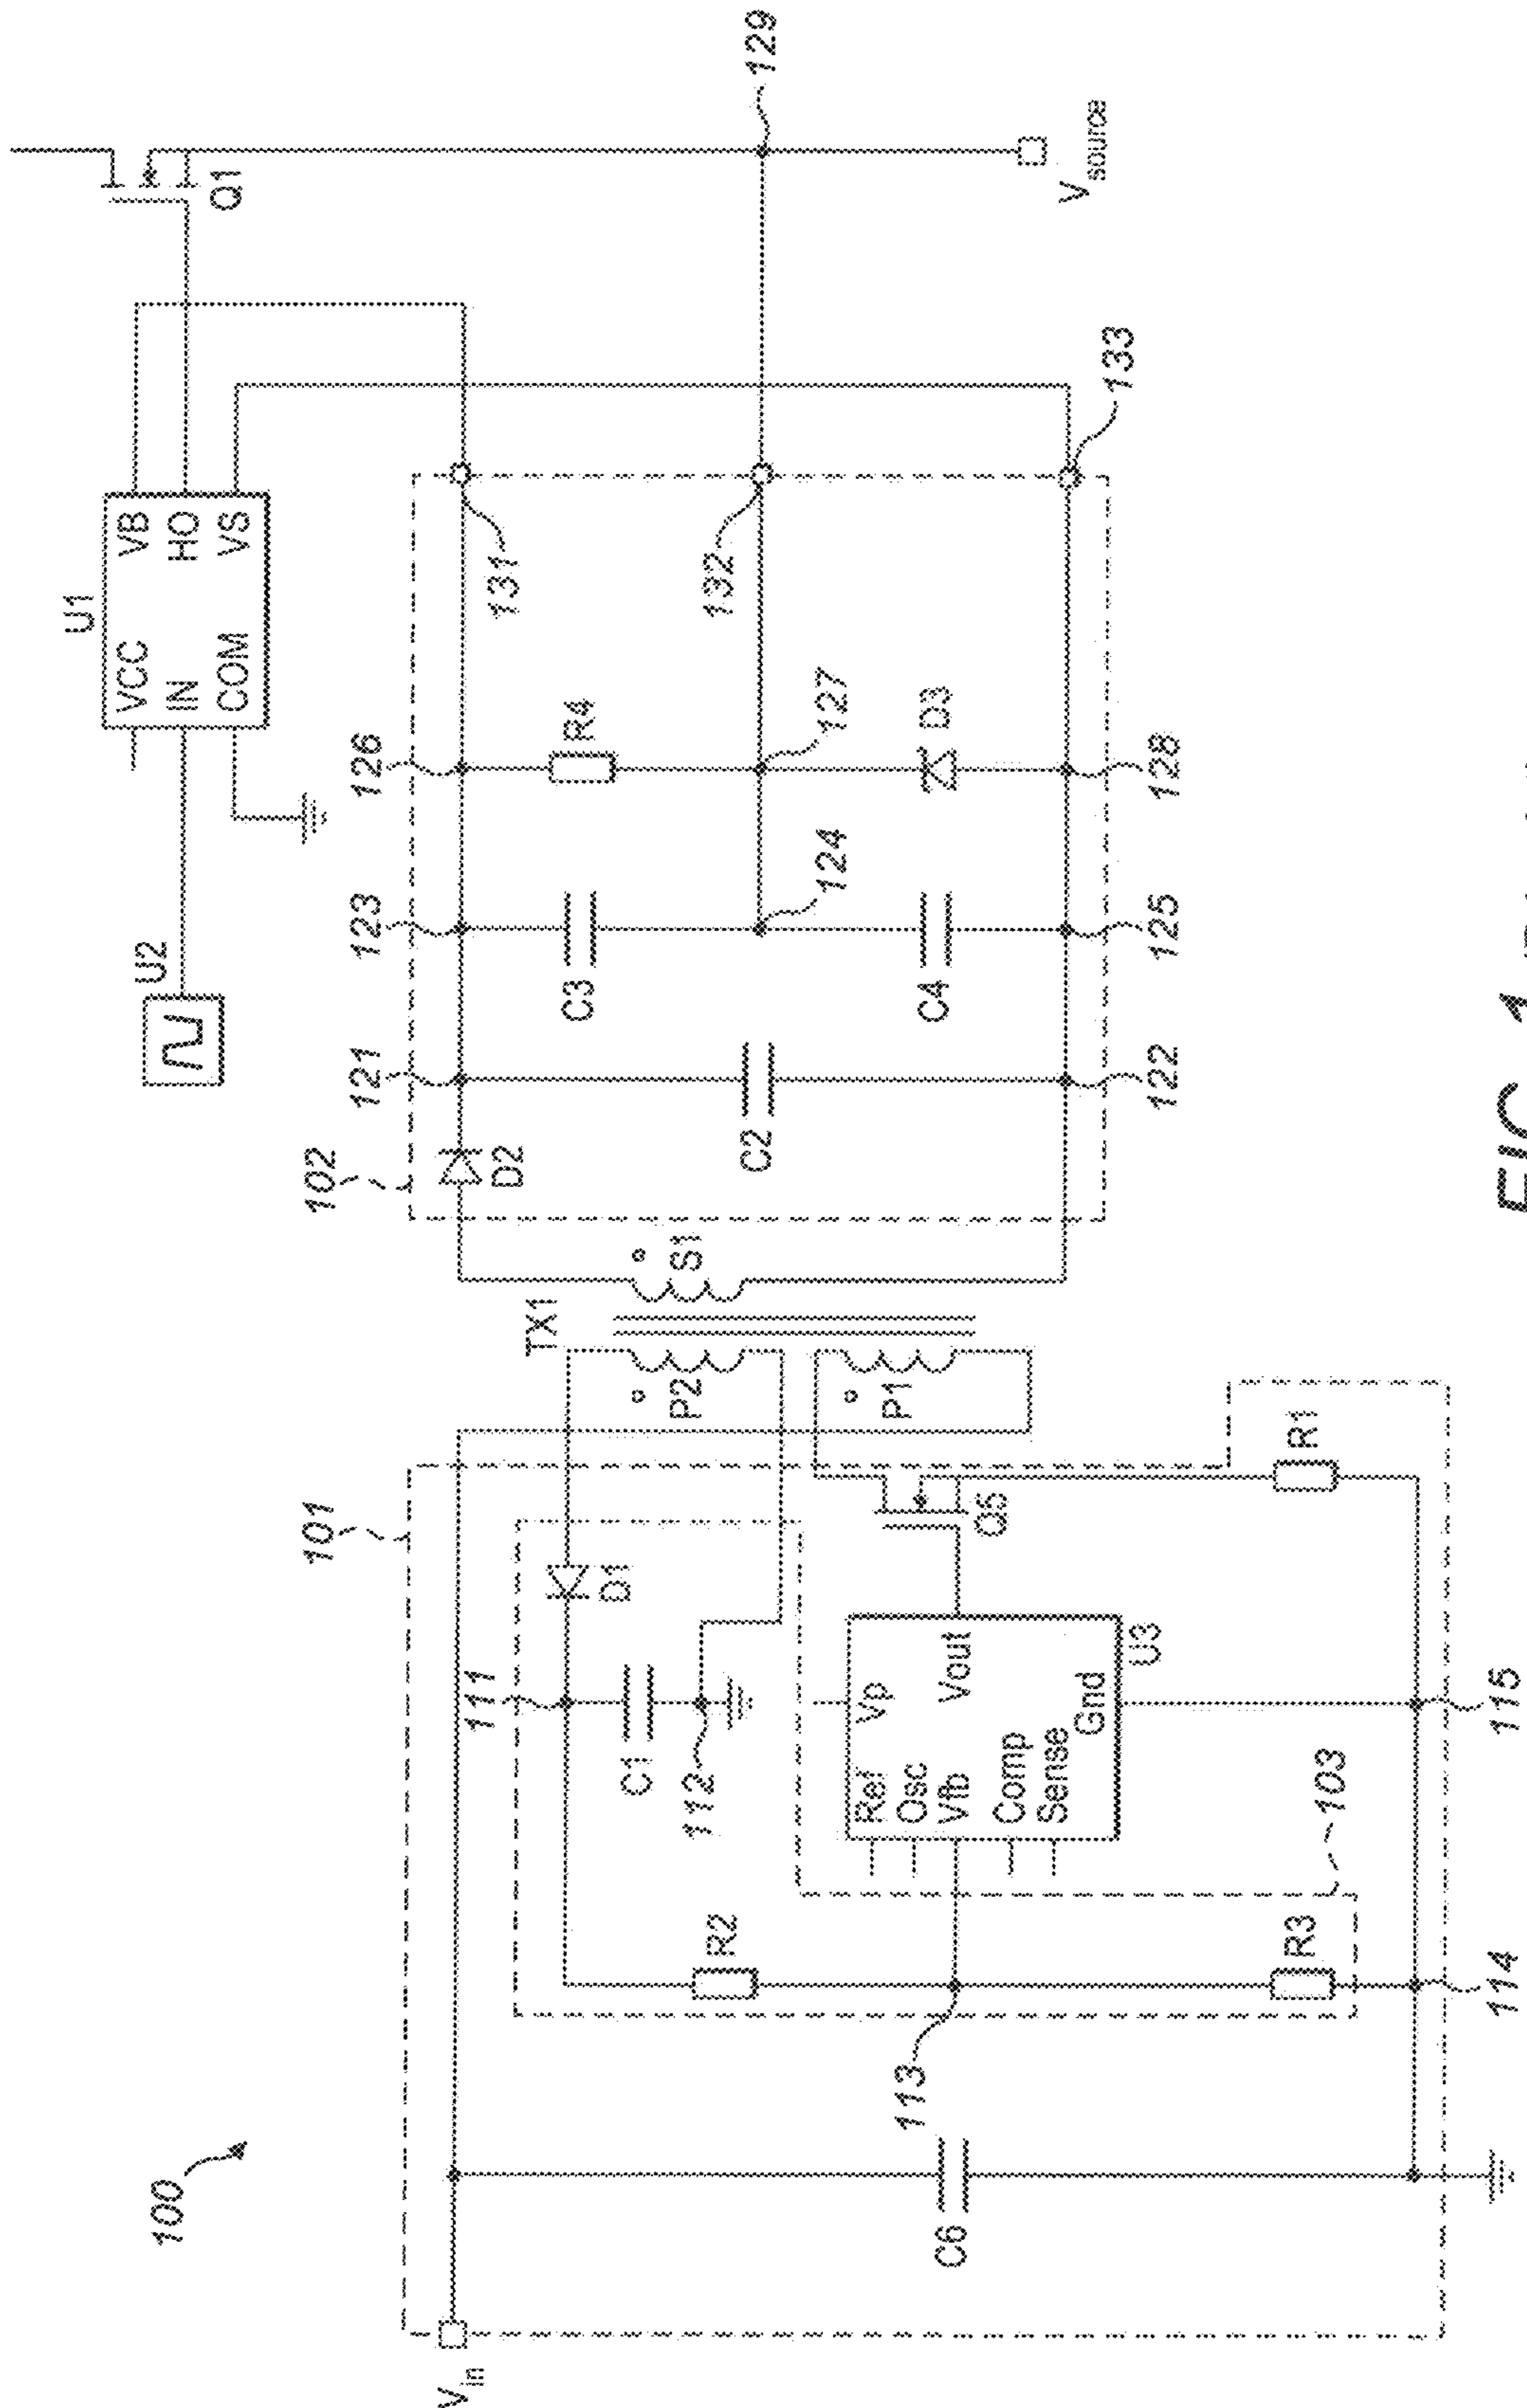 100
V_in
101
102
U2
U1
VCC
IN
COM
VB
HO
VS
Q1
129
V_source
121
123
126
131
132
133
D2
C2
C3
C4
R4
D3
124
127
122
125
128
TX1
P2
P1
S1
111
D1
C1
112
R2
113
R3
C6
Ref
Osc
Vfb
Comp
Sense
Vp
Vout
Gnd
U3
Q5
R1
103
114
115
FIG. 1